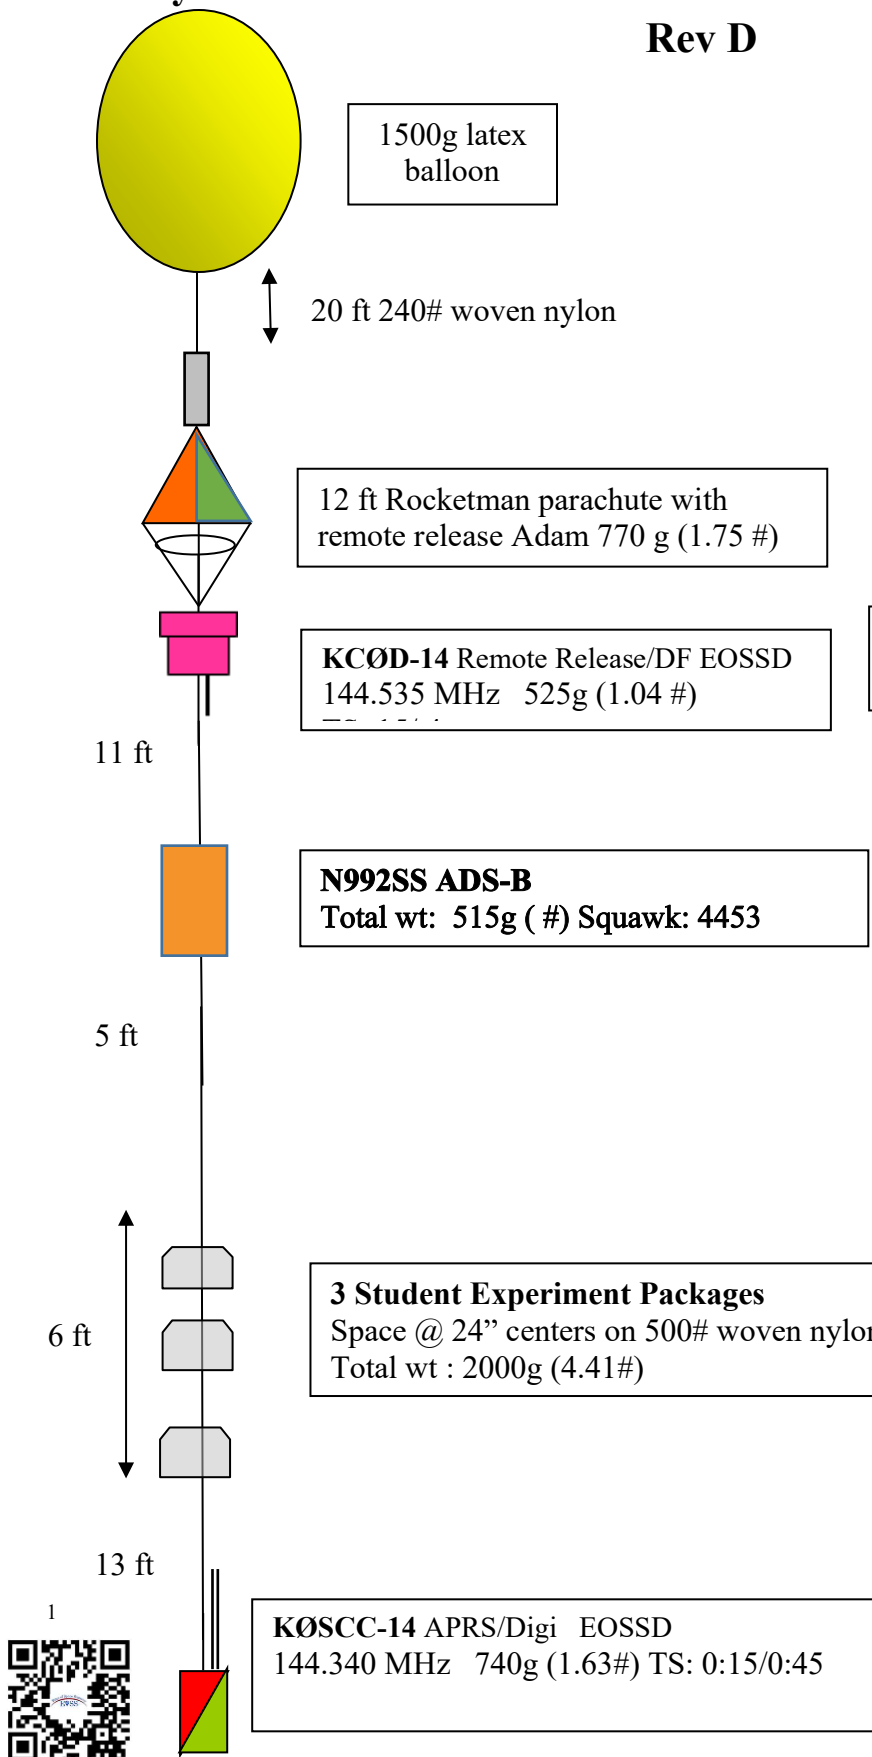 Rev D
1500g latex
balloon
20 ft 240# woven nylon
12 ft Rocketman parachute with
remote release Adam 770 g (1.75 #)
KCØD-14 Remote Release/DF EOSSD
144.535 MHz   525g (1.04 #)
11 ft
N992SS ADS-B
Total wt:  515g ( #) Squawk: 4453
5 ft
3 Student Experiment Packages
Space @ 24” centers on 500# woven nylon
Total wt : 2000g (4.41#)
6 ft
13 ft
1
KØSCC-14 APRS/Digi   EOSSD
144.340 MHz   740g (1.63#) TS: 0:15/0:45
EOSS